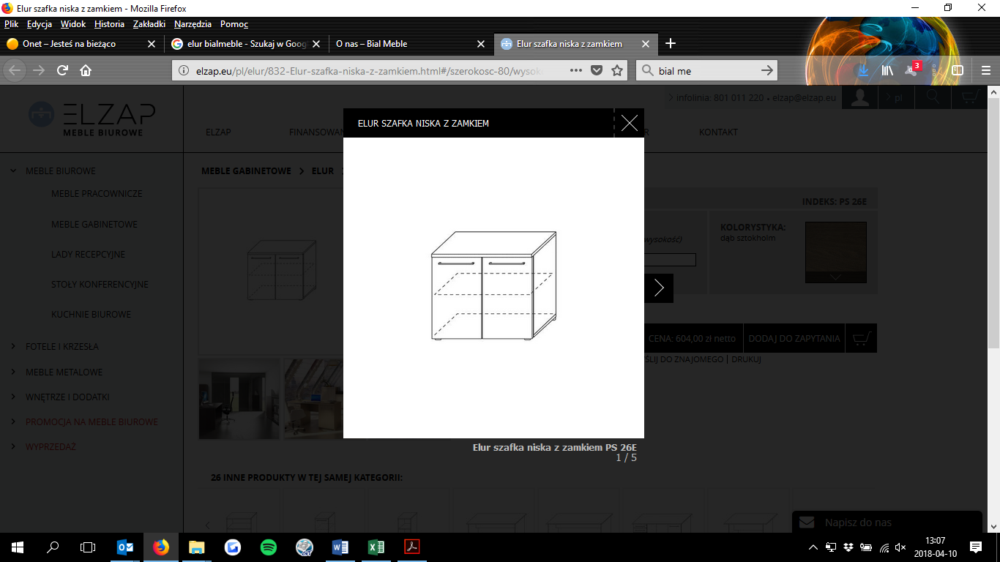 Elur szafka niska z zamkiem - Mozilla Firefox
Plik Edycja Widok Historia Zakładki Narzędzia Pomoc
Onet – Jesteś na bieżąco
elur bialmeble - Szukaj w Goog
O nas – Bial Meble
Elur szafka niska z zamkiem
elzap.eu/pl/elur/832-Elur-szafka-niska-z-zamkiem.html#/szerokosc-80/wysok
bial me
3
infolinia: 801 011 220 • elzap@elzap.eu
pl
ELZAP
MEBLE BIUROWE
ELZAP
FINANSOWAN
R
KONTAKT
ELUR SZAFKA NISKA Z ZAMKIEM
MEBLE BIUROWE
MEBLE PRACOWNICZE
MEBLE GABINETOWE
LADY RECEPCYJNE
STOŁY KONFERENCYJNE
KUCHNIE BIUROWE
FOTELE I KRZESŁA
MEBLE METALOWE
WNĘTRZE I DODATKI
PROMOCJA NA MEBLE BIUROWE
WYPRZEDAŻ
MEBLE GABINETOWE > ELUR
INDEKS: PS 26E
wysokość)
KOLORYSTYKA:
dąb sztokholm
CENA: 604,00 zł netto
DODAJ DO ZAPYTANIA
ŚLIJ DO ZNAJOMEGO | DRUKUJ
Elur szafka niska z zamkiem PS 26E
1 / 5
26 INNE PRODUKTY W TEJ SAMEJ KATEGORII:
Napisz do nas
13:07
2018-04-10